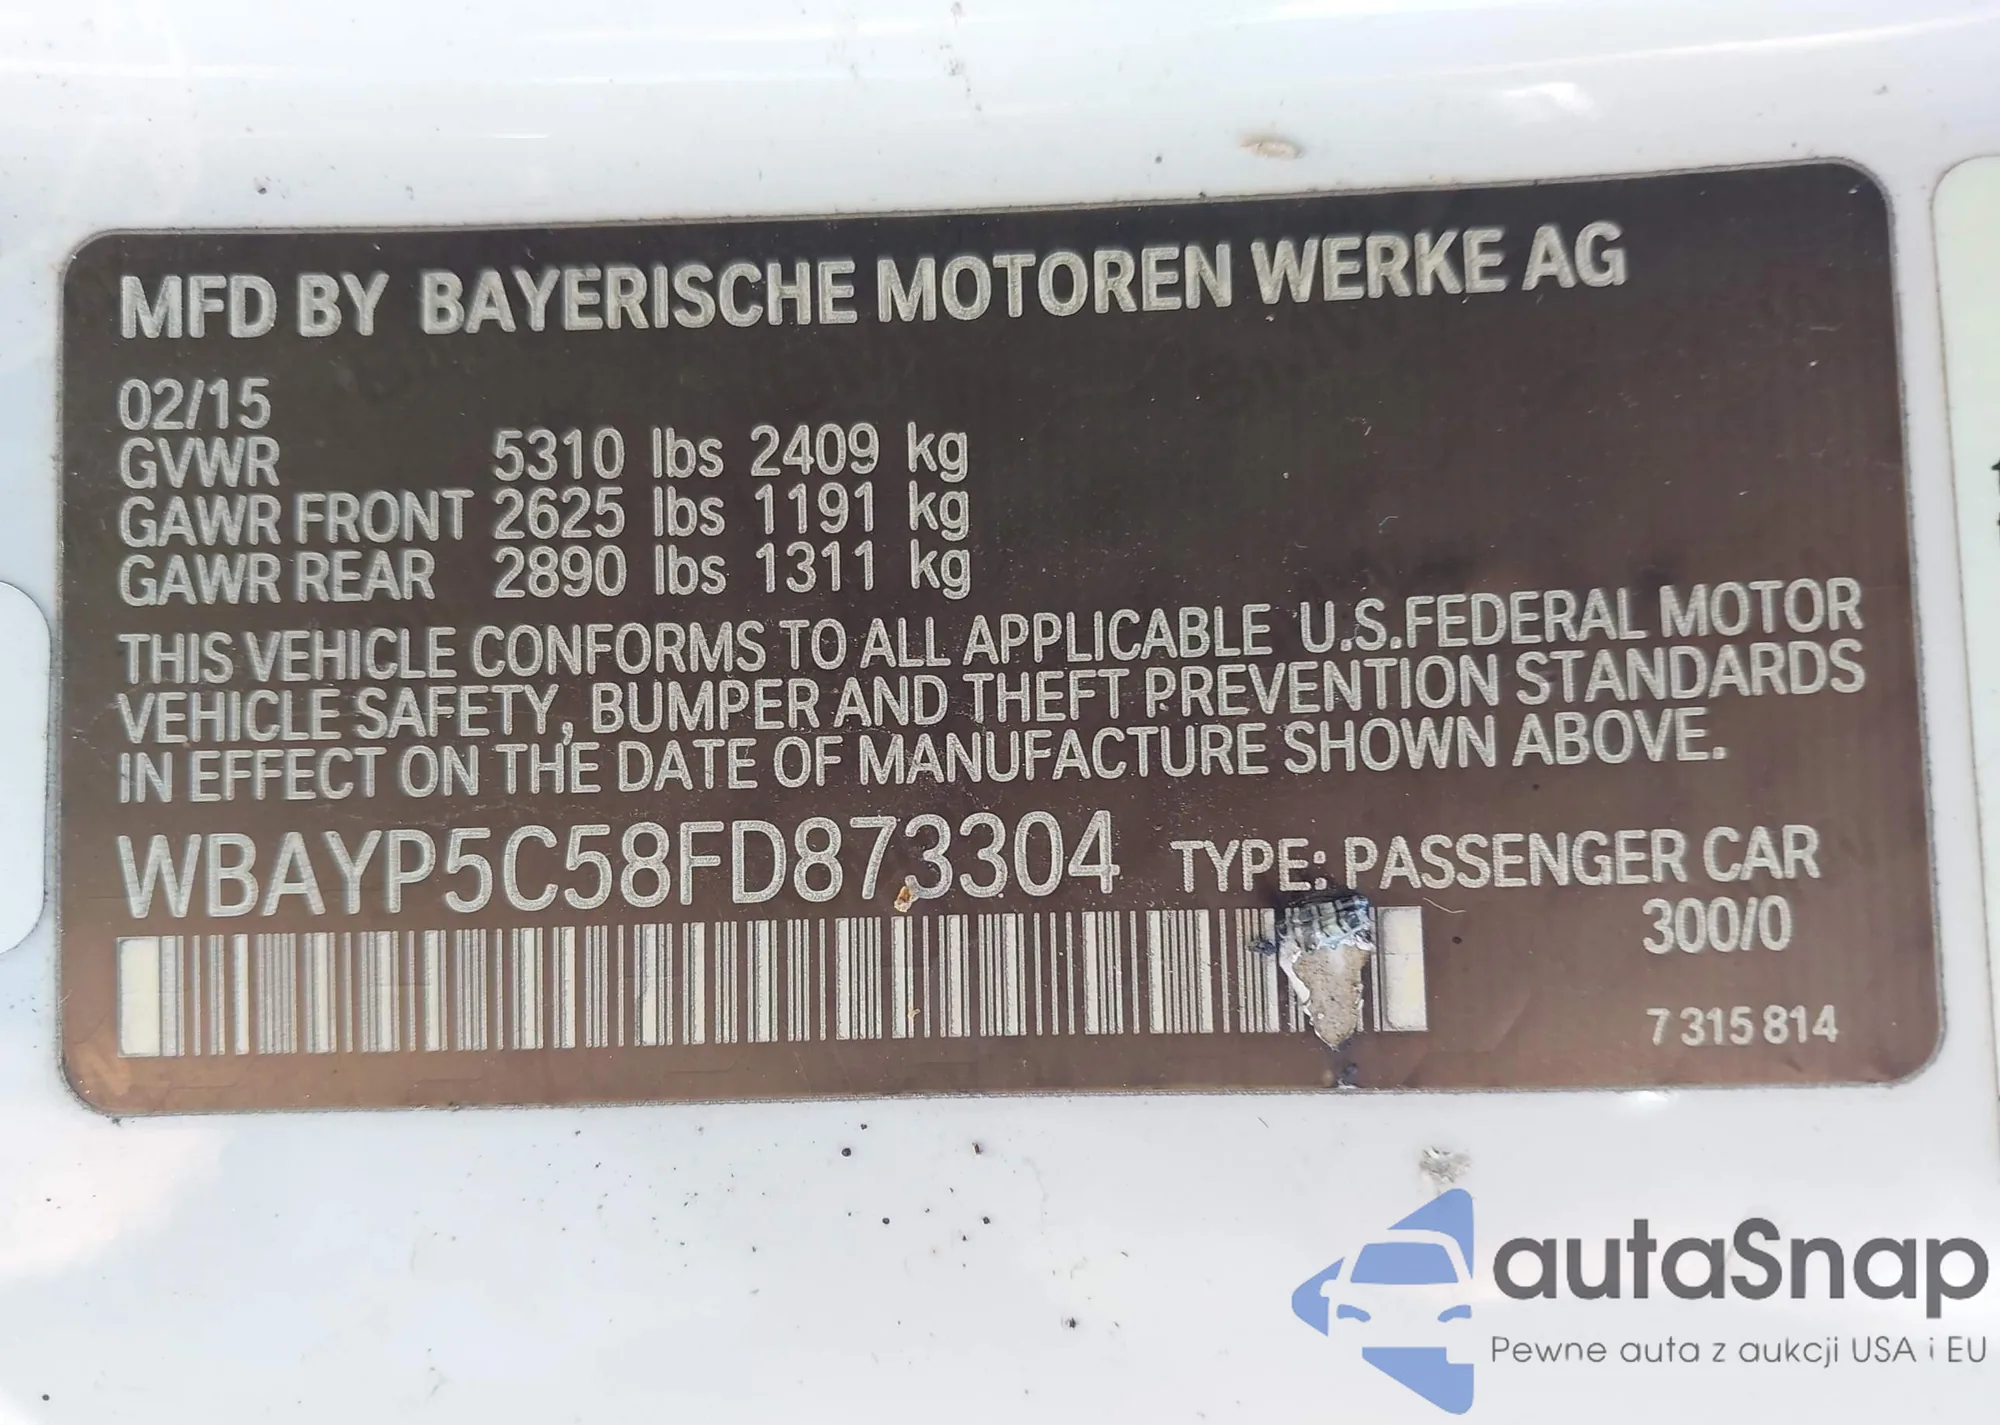 MFD BY BAYERISCHE MOTOREN WERKE AG
02/15
GVWR 5310 lbs 2409 kg
GAWR FRONT 2625 lbs 1191 kg
GAWR REAR 2890 lbs 1311 kg
THIS VEHICLE CONFORMS TO ALL APPLICABLE U.S.FEDERAL MOTOR
VEHICLE SAFETY, BUMPER AND THEFT PREVENTION STANDARDS
IN EFFECT ON THE DATE OF MANUFACTURE SHOWN ABOVE.
WBAYP5C58FD873304 TYPE: PASSENGER CAR
300/0
7 315 814
autaSnap
Pewne auta z aukcji USA i EU